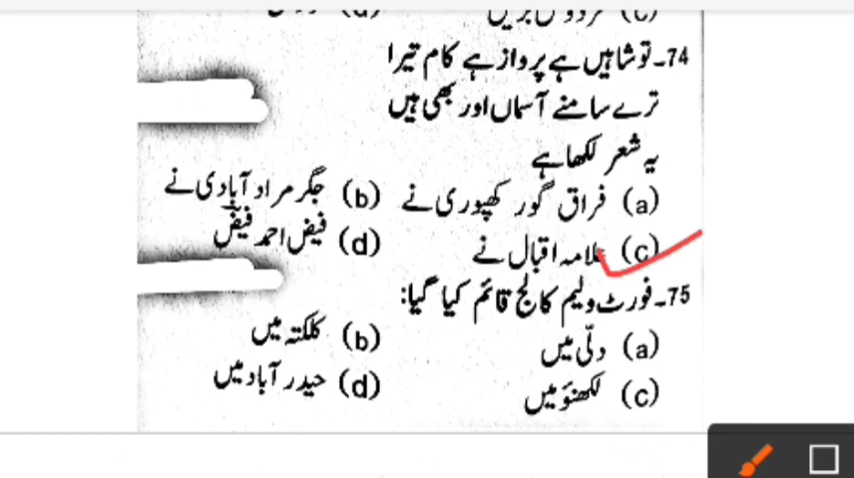 74۔تو شاہیں ہے پرواز ہے کام تیرا
ترے سامنے آسماں اور بھی ہیں
یہ شعر لکھا ہے
(a) فراق گور کھپوری نے (b) جگر مراد آبادی نے
(c) علامہ اقبال نے (d) فیض احمد فیض
75۔فورٹ ولیم کالج قائم کیا گیا:
(a) دلّی میں (b) کلکتہ میں
(c) لکھنؤ میں (d) حیدر آباد میں